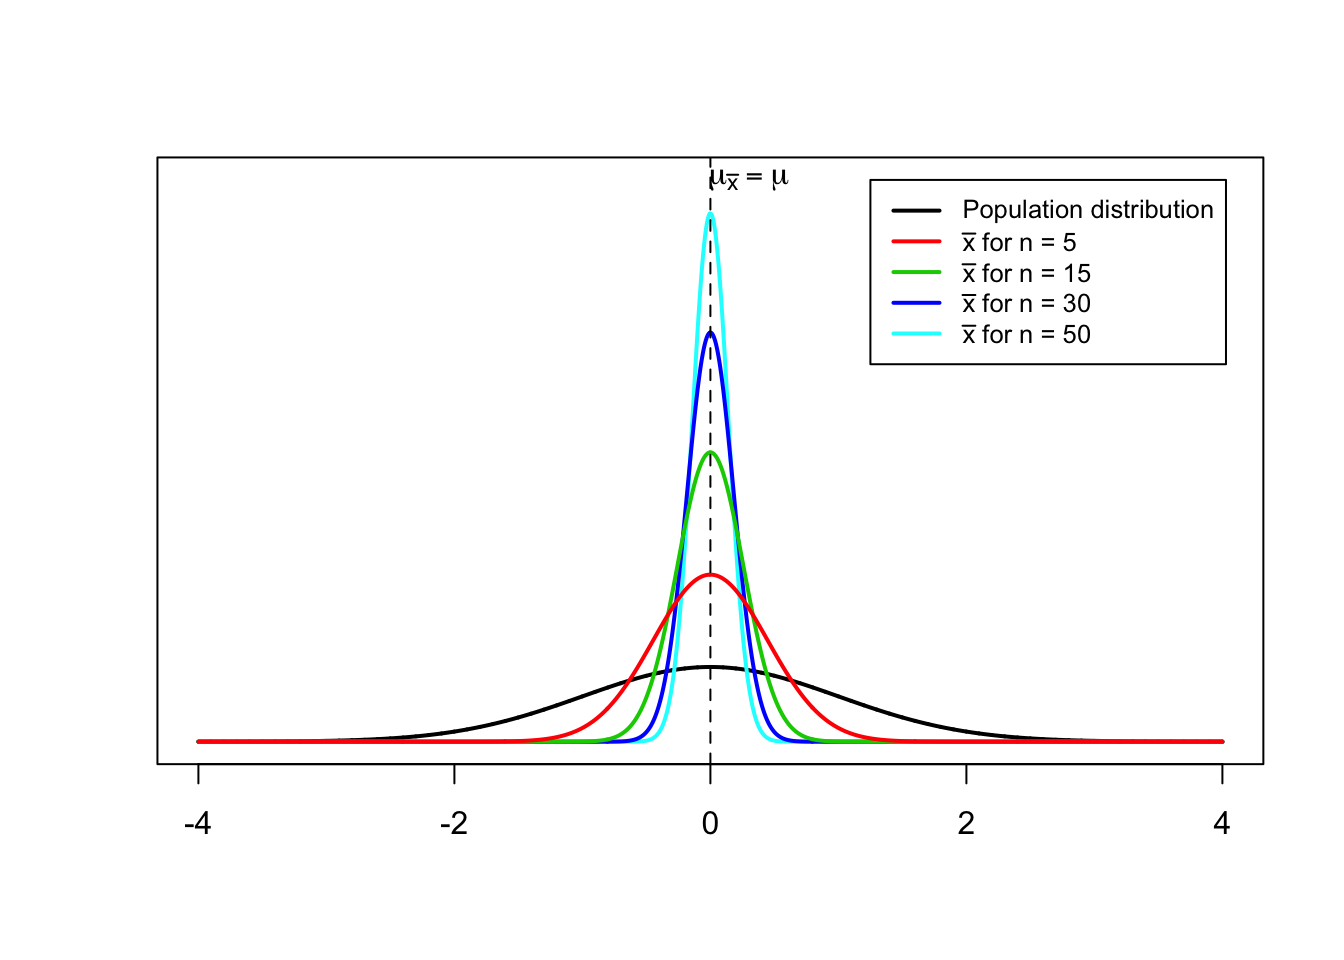 μx̅ = μ
Population distribution
x̅ for n = 5
x̅ for n = 15
x̅ for n = 30
x̅ for n = 50
-4 -2 0 2 4